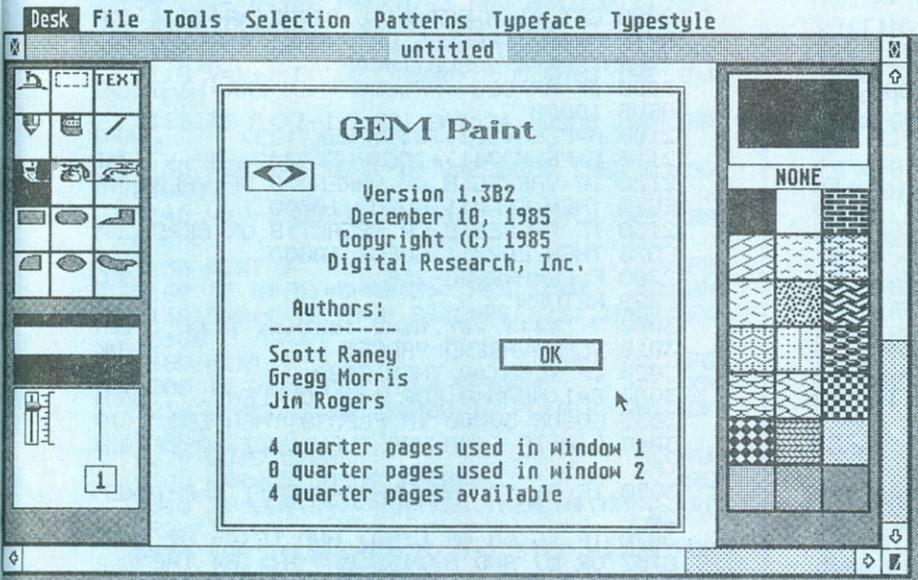 Desk File Tools Selection Patterns Typeface Typestyle
untitled
TEXT
GEM Paint
NONE
Version 1.3B2
December 10, 1985
Copyright (C) 1985
Digital Research, Inc.
Authors:
Scott Raney
Gregg Morris
Jim Rogers
OK
1
4 quarter pages used in window 1
0 quarter pages used in window 2
4 quarter pages available